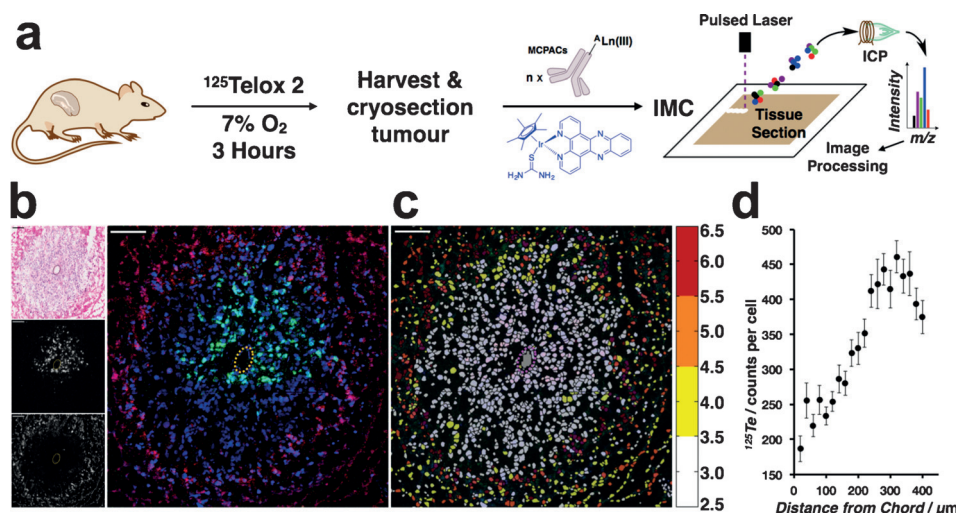 a
¹²⁵Telox 2
7% O₂
3 Hours
Harvest &
cryosection
tumour
MCPACs
ᴬLn(III)
n x
Ir
N
N
N
N
S
H₂N
NH₂
IMC
Pulsed Laser
ICP
Tissue
Section
Intensity
m/z
Image
Processing
b
c
6.5
6.0
5.5
5.0
4.5
4.0
3.5
3.0
2.5
d
500
450
400
350
300
250
200
150
¹²⁵Te / counts per cell
0
100
200
300
400
Distance from Chord / µm